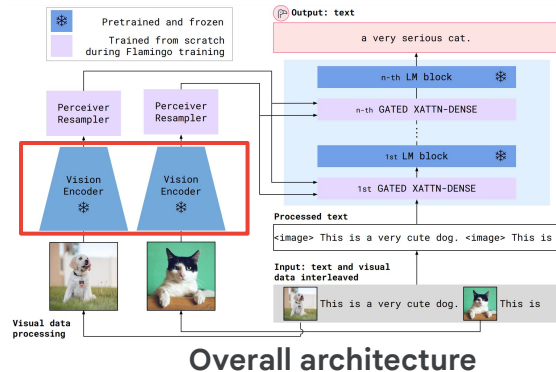 Pretrained and frozen
Trained from scratch
during Flamingo training
Output: text
a very serious cat.
n-th LM block
n-th GATED XATTN-DENSE
1st LM block
1st GATED XATTN-DENSE
Perceiver
Resampler
Perceiver
Resampler
Vision
Encoder
Vision
Encoder
Processed text
<image> This is a very cute dog. <image> This is
Input: text and visual
data interleaved
This is a very cute dog.
This is
Visual data
processing
Overall architecture